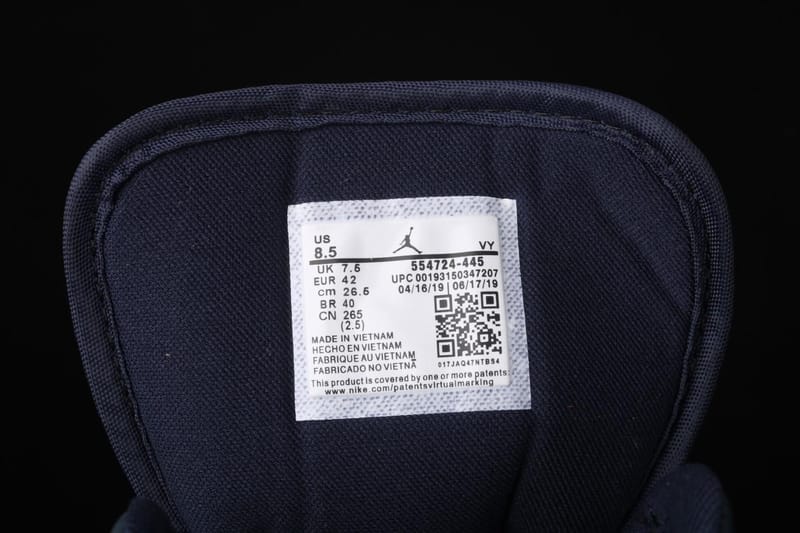 US
8.5
VY
UK 7.5
EUR 42
cm 26.5
BR 40
CN 265
(2.5)
554724-445
UPC 00193150347207
04/16/19 | 06/17/19
017JAQ47NTBS4
MADE IN VIETNAM
HECHO EN VIETNAM
FABRIQUE AU VIETNAM
FABRICADO NO VIETNÃ
This product is covered by one or more patents:
www.nike.com/patentsvirtualmarking